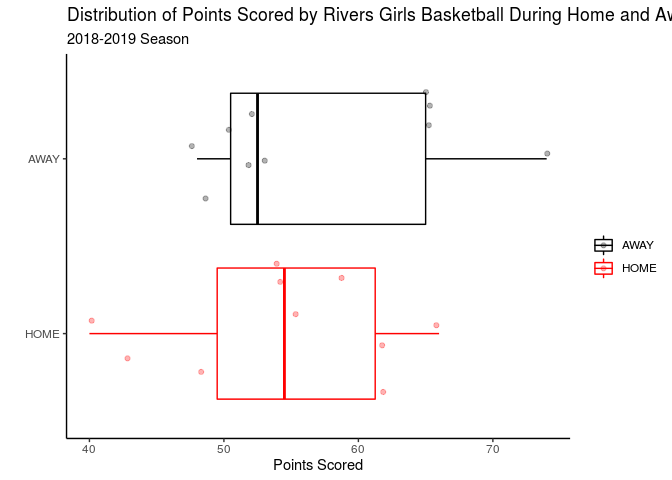 Distribution of Points Scored by Rivers Girls Basketball During Home and
2018-2019 Season
AWAY
HOME
40 50 60 70
Points Scored
AWAY
HOME